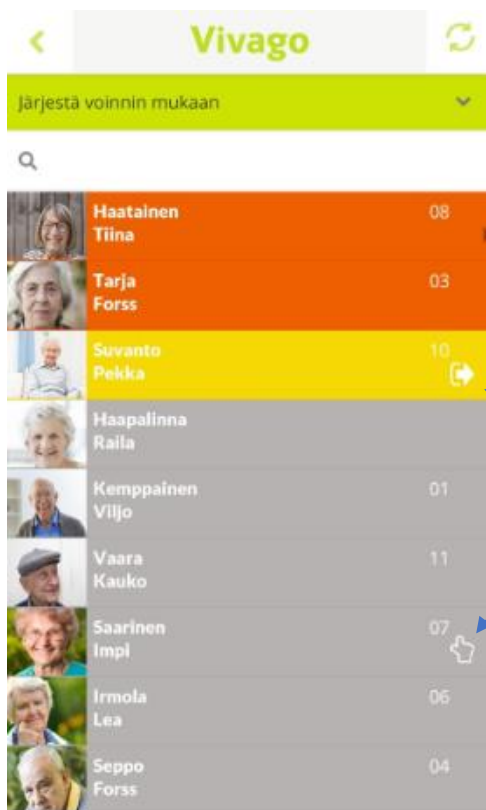 Vivago
Järjestä voinnin mukaan
Haatainen 08
Tiina
Tarja 03
Forss
Suvanto 10
Pekka
Haapalinna
Raila
Kemppainen 01
Viljo
Vaara 11
Kauko
Saarinen 07
Impi
Irmola 06
Lea
Seppo 04
Forss